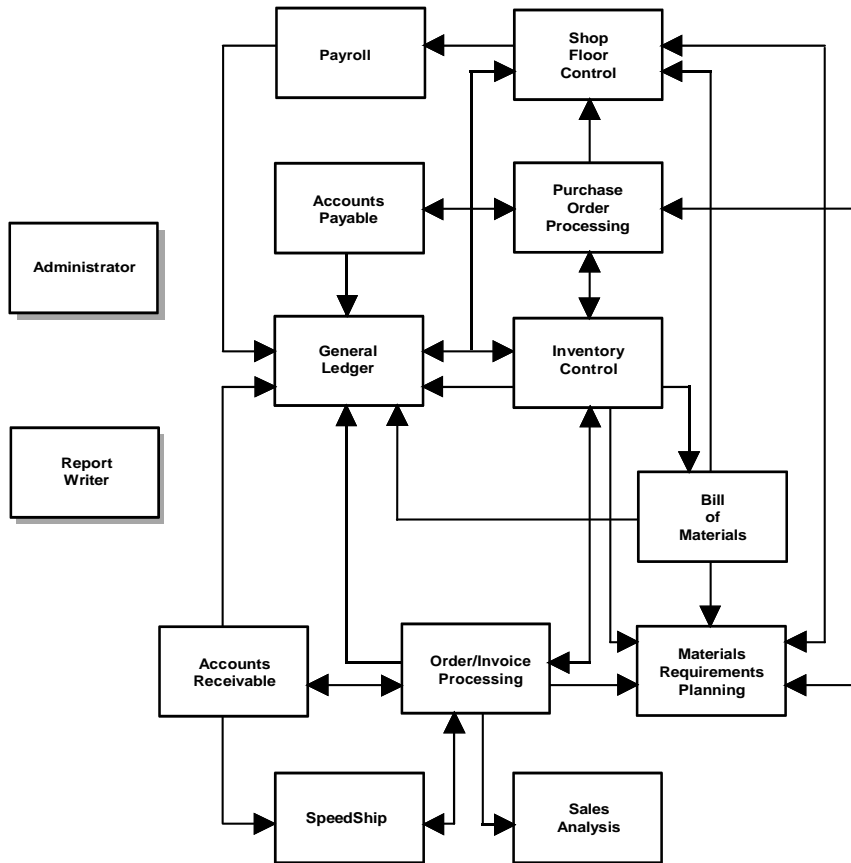 Payroll
Shop
Floor
Control
Accounts
Payable
Purchase
Order
Processing
Administrator
General
Ledger
Inventory
Control
Report
Writer
Bill
of
Materials
Accounts
Receivable
Order/Invoice
Processing
Materials
Requirements
Planning
SpeedShip
Sales
Analysis